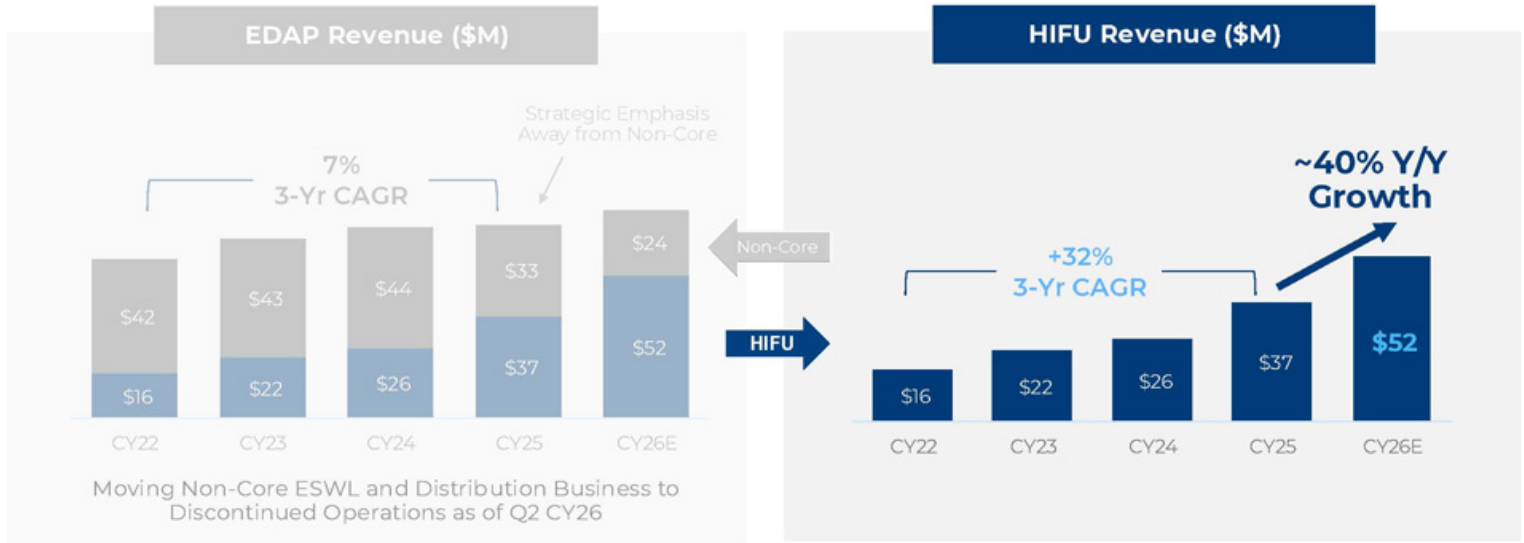 EDAP Revenue ($M)
Strategic Emphasis
Away from Non-Core
7%
3-Yr CAGR
$42
$43
$44
$33
$24
$16
$22
$26
$37
$52
CY22
CY23
CY24
CY25
CY26E
Moving Non-Core ESWL and Distribution Business to
Discontinued Operations as of Q2 CY26
Non-Core
HIFU
HIFU Revenue ($M)
~40% Y/Y
Growth
+32%
3-Yr CAGR
$16
$22
$26
$37
$52
CY22
CY23
CY24
CY25
CY26E